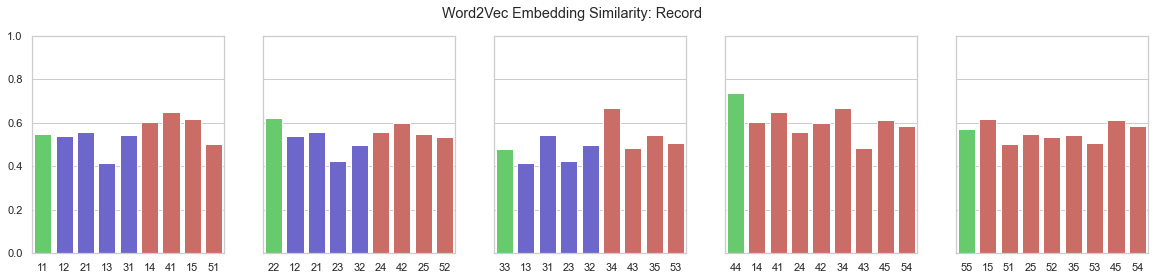 Word2Vec Embedding Similarity: Record
1.0
0.8
0.6
0.4
0.2
0.0
11 12 21 13 31 14 41 15 51
22 12 21 23 32 24 42 25 52
33 13 31 23 32 34 43 35 53
44 14 41 24 42 34 43 45 54
55 15 51 25 52 35 53 45 54